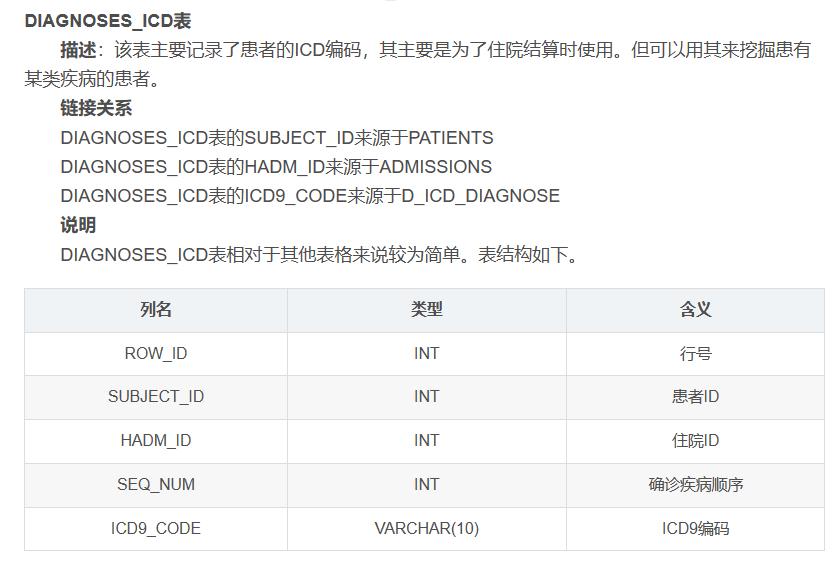 DIAGNOSES_ICD表
描述：该表主要记录了患者的ICD编码，其主要是为了住院结算时使用。但可以用其来挖掘患有
某类疾病的患者。
链接关系
DIAGNOSES_ICD表的SUBJECT_ID来源于PATIENTS
DIAGNOSES_ICD表的HADM_ID来源于ADMISSIONS
DIAGNOSES_ICD表的ICD9_CODE来源于D_ICD_DIAGNOSE
说明
DIAGNOSES_ICD表相对于其他表格来说较为简单。表结构如下。
列名 类型 含义
ROW_ID INT 行号
SUBJECT_ID INT 患者ID
HADM_ID INT 住院ID
SEQ_NUM INT 确诊疾病顺序
ICD9_CODE VARCHAR(10) ICD9编码